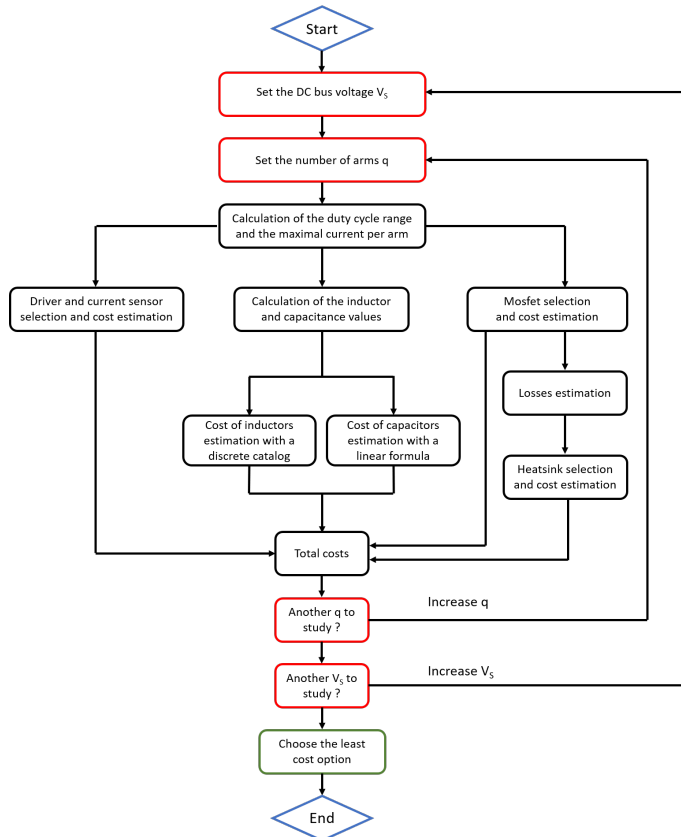 Start
Set the DC bus voltage V_S
Set the number of arms q
Calculation of the duty cycle range
and the maximal current per arm
Driver and current sensor
selection and cost estimation
Calculation of the inductor
and capacitance values
Mosfet selection
and cost estimation
Losses estimation
Cost of inductors
estimation with a
discrete catalog
Cost of capacitors
estimation with a
linear formula
Heatsink selection
and cost estimation
Total costs
Another q to
study ?
Increase q
Another V_S to
study ?
Increase V_S
Choose the least
cost option
End